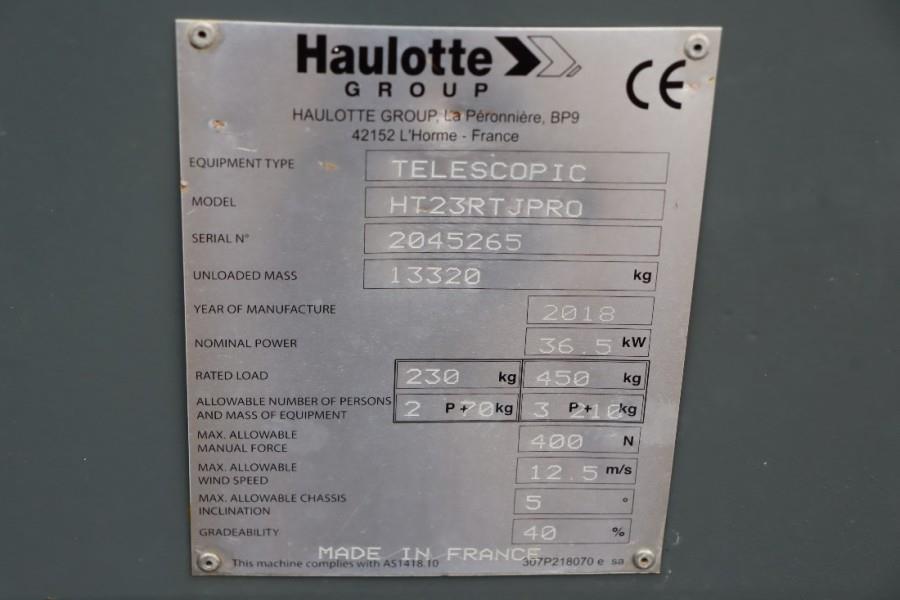 Haulotte
GROUP
CE
HAULOTTE GROUP, La Péronnière, BP9
42152 L'Horme - France
EQUIPMENT TYPE TELESCOPIC
MODEL HT23RTJPRO
SERIAL N° 2045265
UNLOADED MASS 13320 kg
YEAR OF MANUFACTURE 2018
NOMINAL POWER 36.5 kW
RATED LOAD 230 kg 450 kg
ALLOWABLE NUMBER OF PERSONS
AND MASS OF EQUIPMENT 2 P+ 70 kg 3 P+ 210 kg
MAX. ALLOWABLE
MANUAL FORCE 400 N
MAX. ALLOWABLE
WIND SPEED 12.5 m/s
MAX. ALLOWABLE CHASSIS
INCLINATION 5 °
GRADEABILITY 40 %
MADE IN FRANCE
This machine complies with AS1418.10 307P218070 e sa